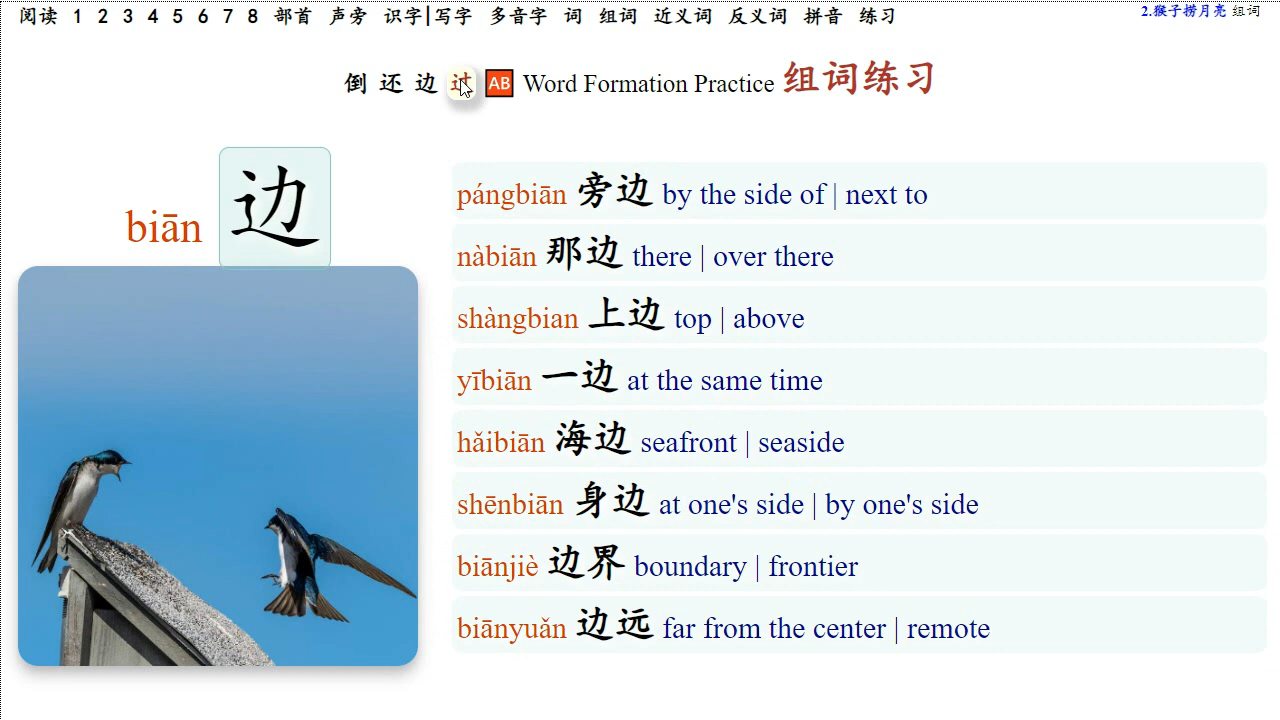 阅读 1 2 3 4 5 6 7 8 部首 声旁 识字|写字 多音字 词 组词 近义词 反义词 拼音 练习
2.猴子捞月亮 组词
倒 还 边 过 AB Word Formation Practice 组词练习
biān 边
pángbiān 旁边 by the side of | next to
nàbiān 那边 there | over there
shàngbian 上边 top | above
yībiān 一边 at the same time
hǎibiān 海边 seafront | seaside
shēnbiān 身边 at one's side | by one's side
biānjiè 边界 boundary | frontier
biānyuǎn 边远 far from the center | remote